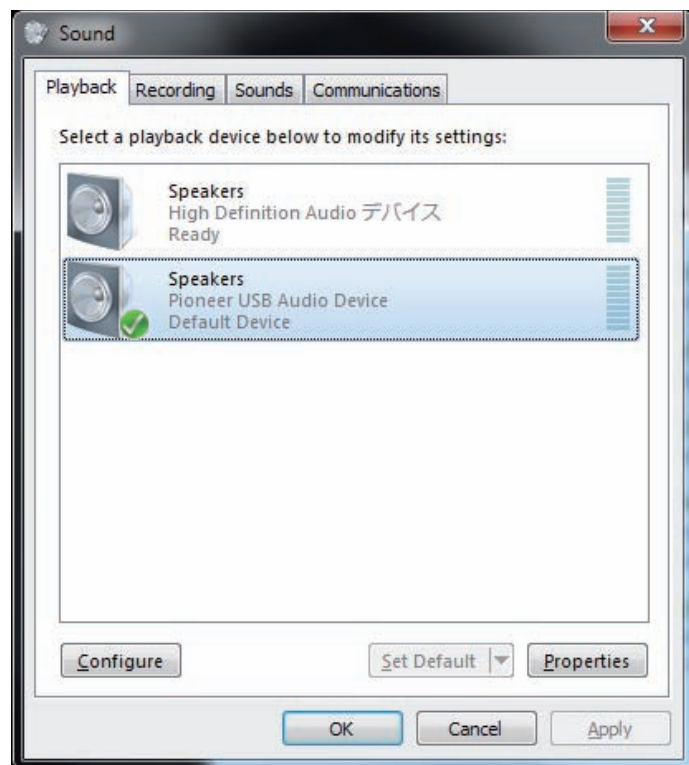 Sound
Playback Recording Sounds Communications
Select a playback device below to modify its settings:
Speakers
High Definition Audio デバイス
Ready
Speakers
Pioneer USB Audio Device
Default Device
Configure Set Default Properties
OK Cancel Apply